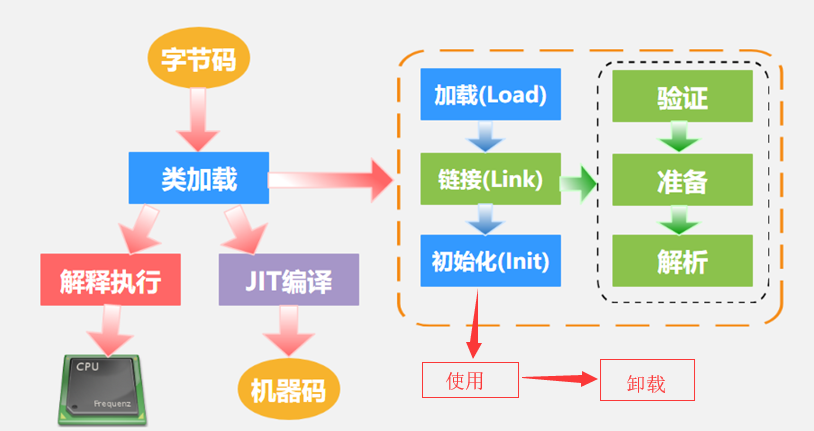 字节码
类加载
解释执行
JIT编译
CPU
Frequenz
机器码
加载(Load)
链接(Link)
初始化(Init)
验证
准备
解析
使用
卸载